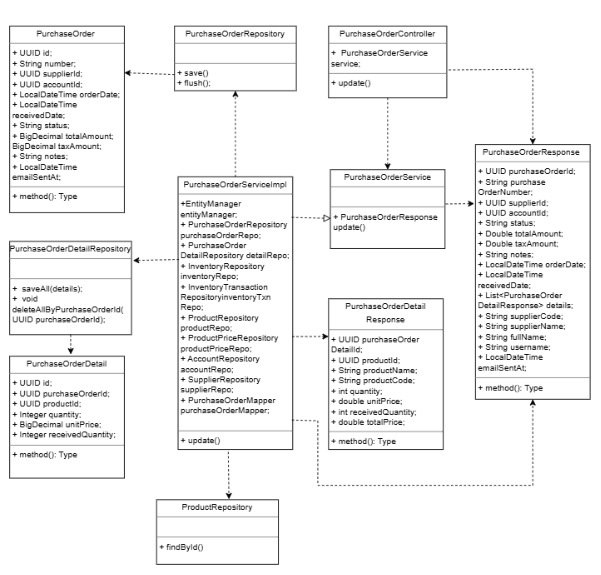 PurchaseOrder
+ UUID id;
+ String number;
+ UUID supplierId;
+ UUID accountId;
+ LocalDateTime orderDate;
+ LocalDateTime
receivedDate;
+ String status;
+ BigDecimal totalAmount;
BigDecimal taxAmount;
+ String notes;
+ LocalDateTime
emailSentAt;
+ method(): Type
PurchaseOrderRepository
+ save()
+ flush();
PurchaseOrderController
+ PurchaseOrderService
service;
+ update()
PurchaseOrderServiceImpl
+EntityManager
entityManager;
+ PurchaseOrderRepository
purchaseOrderRepo;
+ PurchaseOrder
DetailRepository detailRepo;
+ InventoryRepository
inventoryRepo;
+ InventoryTransaction
RepositoryinventoryTxn
Repo;
+ ProductRepository
productRepo;
+ ProductPriceRepository
productPriceRepo;
+ AccountRepository
accountRepo;
+ SupplierRepository
supplierRepo;
+ PurchaseOrderMapper
purchaseOrderMapper;
+ update()
PurchaseOrderService
+ PurchaseOrderResponse
update()
PurchaseOrderResponse
+ UUID purchaseOrderId;
+ String purchase
OrderNumber;
+ UUID supplierId;
+ UUID accountId;
+ String status;
+ Double totalAmount;
+ Double taxAmount;
+ String notes;
+ LocalDateTime orderDate;
+ LocalDateTime
receivedDate;
+ List<PurchaseOrder
DetailResponse> details;
+ String supplierCode;
+ String supplierName;
+ String fullName;
+ String username;
+ LocalDateTime
emailSentAt;
+ method(): Type
PurchaseOrderDetailRepository
+ saveAll(details);
+ void
deleteAllByPurchaseOrderId(
UUID purchaseOrderId);
PurchaseOrderDetail
Response
+ UUID purchaseOrder
DetailId;
+ UUID productId;
+ String productName;
+ String productCode;
+ int quantity;
+ double unitPrice;
+ int receivedQuantity;
+ double totalPrice;
+ method(): Type
PurchaseOrderDetail
+ UUID id;
+ UUID purchaseOrderId;
+ UUID productId;
+ Integer quantity;
+ BigDecimal unitPrice;
+ Integer receivedQuantity;
+ method(): Type
ProductRepository
+ findById()